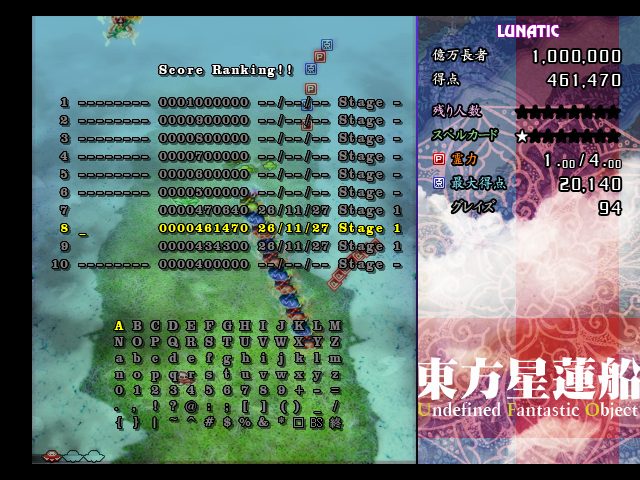 LUNATIC
億万長者 1,000,000
得点 461,470
残り人数
スペルカード
P 霊力 1.00/4.00
点 最大得点 20,140
グレイズ 94
Score Ranking!!
1 -------- 0001000000 --/--/-- Stage -
2 -------- 0000900000 --/--/-- Stage -
3 -------- 0000800000 --/--/-- Stage -
4 -------- 0000700000 --/--/-- Stage -
5 -------- 0000600000 --/--/-- Stage -
6 -------- 0000500000 --/--/-- Stage -
7 0000470640 26/11/27 Stage 1
8 _ 0000461470 26/11/27 Stage 1
9 0000434300 26/11/27 Stage 1
10 -------- 0000400000 --/--/-- Stage -
A B C D E F G H I J K L M
N O P Q R S T U V W X Y Z
a b c d e f g h i j k l m
n o p q r s t u v w x y z
0 1 2 3 4 5 6 7 8 9 + - =
. , ! ? @ : ; [ ] ( ) _ /
{ } | ~ ^ # $ % & * □ BS 終
東方星蓮船
Undefined Fantastic Object